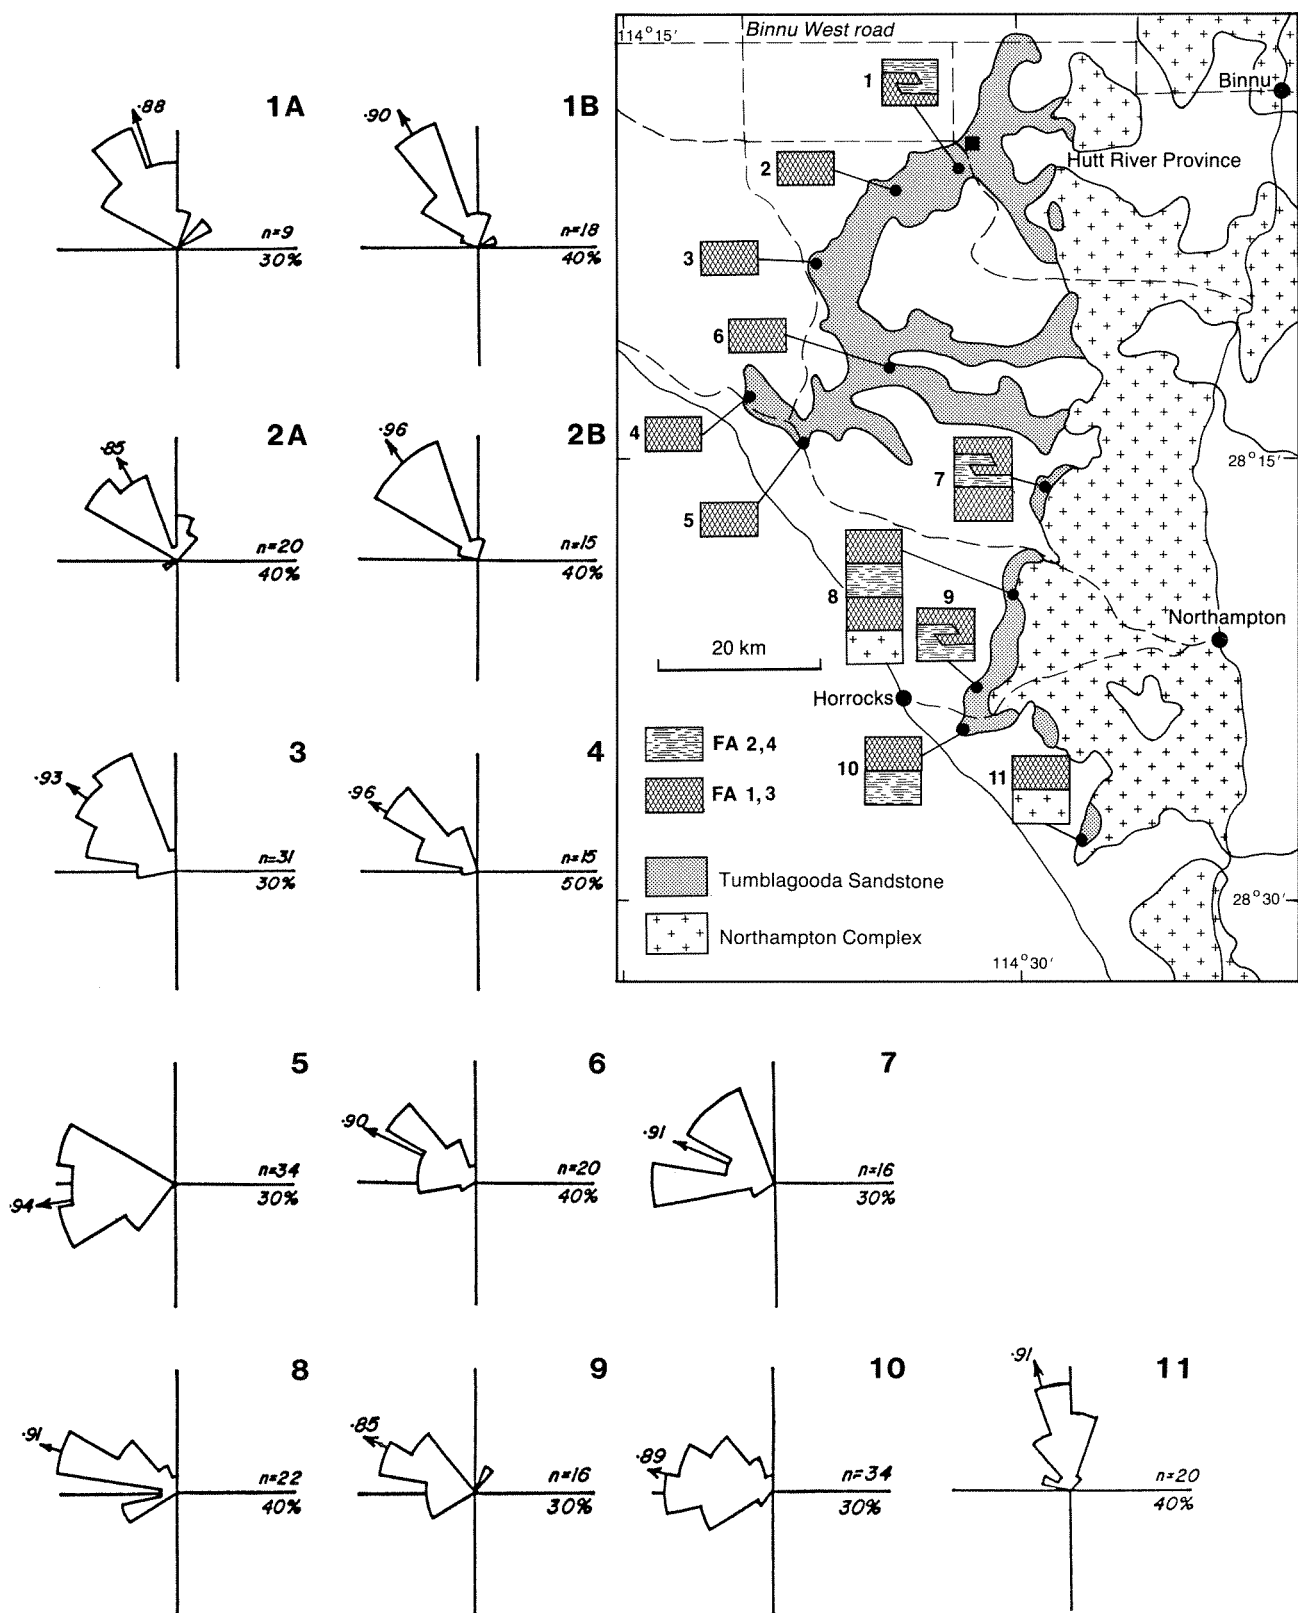 114°15′
Binnu West road
1
Binnu
Hutt River Province
2
3
6
4
28°15′
7
5
8
9
Northampton
20 km
Horrocks
FA 2,4
10
11
FA 1,3
Tumblagooda Sandstone
28°30′
Northampton Complex
114°30′
1A
·88
n=9
30%
1B
·90
n=18
40%
2A
·85
n=20
40%
2B
·96
n=15
40%
3
·93
n=31
30%
4
·96
n=15
50%
5
·94
n=34
30%
6
·90
n=20
40%
7
·91
n=16
30%
8
·91
n=22
40%
9
·85
n=16
30%
10
·89
n=34
30%
11
·91
n=20
40%